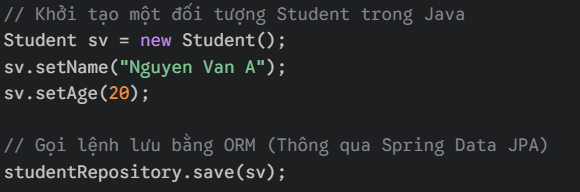 // Khởi tạo một đối tượng Student trong Java
Student sv = new Student();
sv.setName("Nguyen Van A");
sv.setAge(20);
// Gọi lệnh lưu bằng ORM (Thông qua Spring Data JPA)
studentRepository.save(sv);